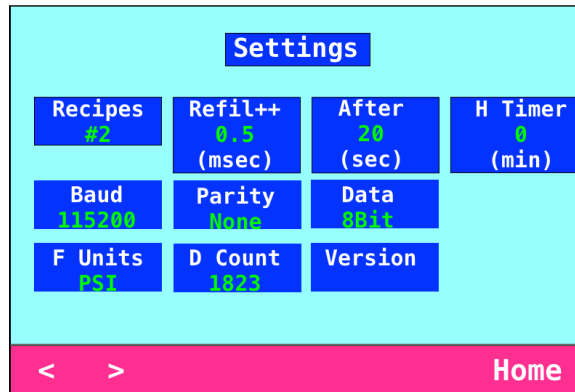 Settings
Recipes
#2
Refil++
0.5
(msec)
After
20
(sec)
H Timer
0
(min)
Baud
115200
Parity
None
Data
8Bit
F Units
PSI
D Count
1823
Version
< > Home